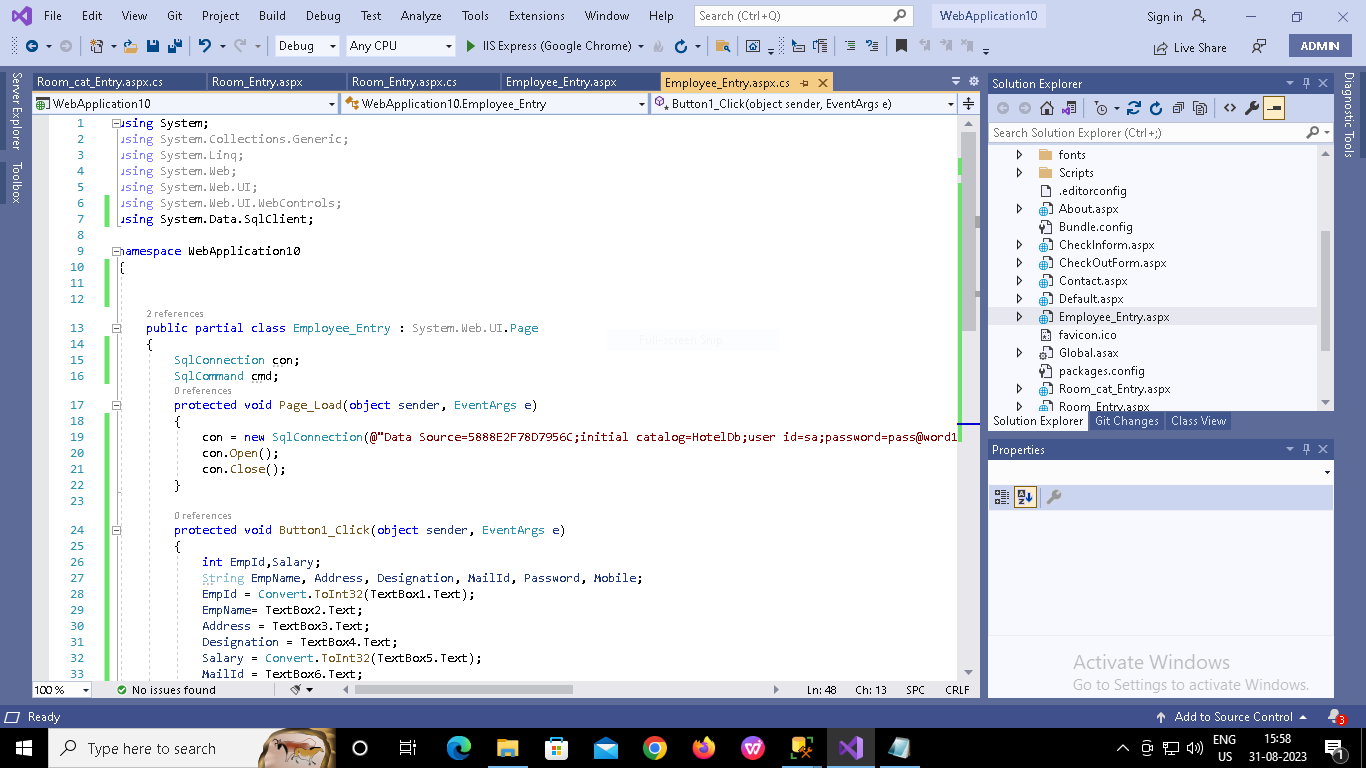 File Edit View Git Project Build Debug Test Analyze Tools Extensions Window Help Search (Ctrl+Q) WebApplication10 Sign in
Debug Any CPU IIS Express (Google Chrome) Live Share ADMIN
Server Explorer
Toolbox
Room_cat_Entry.aspx.cs Room_Entry.aspx Room_Entry.aspx.cs Employee_Entry.aspx Employee_Entry.aspx.cs
WebApplication10 WebApplication10.Employee_Entry Button1_Click(object sender, EventArgs e)
1 using System;
2 using System.Collections.Generic;
3 using System.Linq;
4 using System.Web;
5 using System.Web.UI;
6 using System.Web.UI.WebControls;
7 using System.Data.SqlClient;
8
9 namespace WebApplication10
10 {
11
12
2 references
13 public partial class Employee_Entry : System.Web.UI.Page
14 {
15 SqlConnection con;
16 SqlCommand cmd;
0 references
17 protected void Page_Load(object sender, EventArgs e)
18 {
19 con = new SqlConnection(@"Data Source=5888E2F78D7956C;initial catalog=HotelDb;user id=sa;password=pass@word1
20 con.Open();
21 con.Close();
22 }
23
0 references
24 protected void Button1_Click(object sender, EventArgs e)
25 {
26 int EmpId,Salary;
27 String EmpName, Address, Designation, MailId, Password, Mobile;
28 EmpId = Convert.ToInt32(TextBox1.Text);
29 EmpName= TextBox2.Text;
30 Address = TextBox3.Text;
31 Designation = TextBox4.Text;
32 Salary = Convert.ToInt32(TextBox5.Text);
33 MailId = TextBox6.Text;
Full-screen Snip
100 % No issues found Ln: 48 Ch: 13 SPC CRLF
Solution Explorer
Search Solution Explorer (Ctrl+;)
fonts
Scripts
.editorconfig
About.aspx
Bundle.config
CheckInform.aspx
CheckOutForm.aspx
Contact.aspx
Default.aspx
Employee_Entry.aspx
favicon.ico
Global.asax
packages.config
Room_cat_Entry.aspx
Room_Entry.aspx
Solution Explorer Git Changes Class View
Properties
Diagnostic Tools
Activate Windows
Go to Settings to activate Windows.
Ready Add to Source Control 3
Type here to search ENG US 15:58 31-08-2023 1